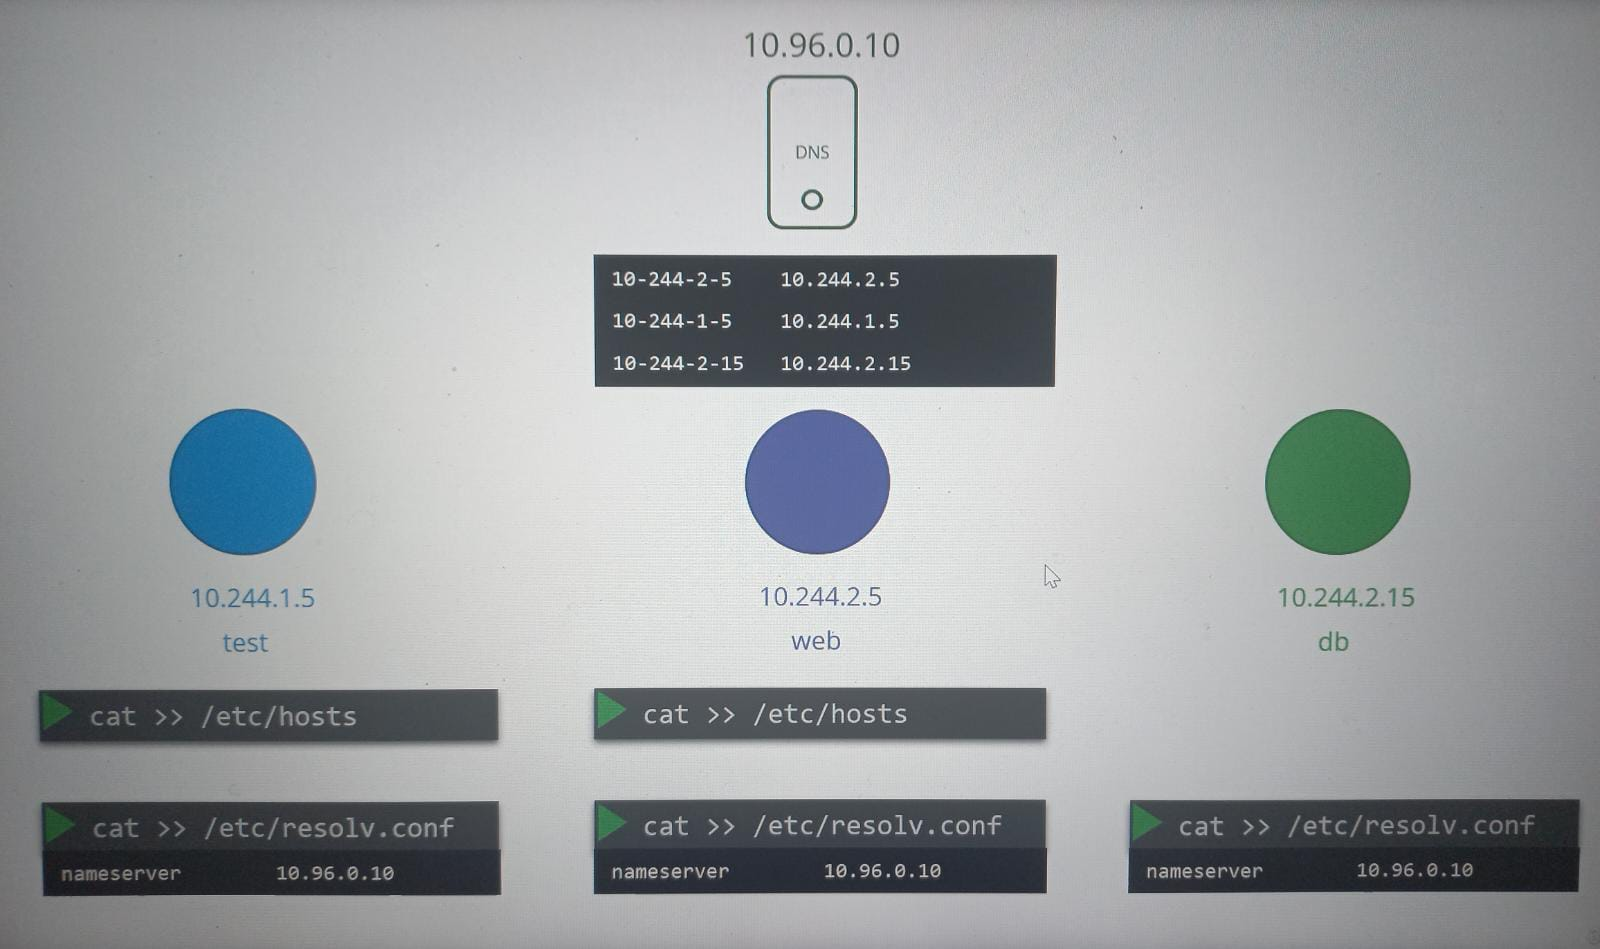 10.96.0.10
DNS
10-244-2-5 10.244.2.5
10-244-1-5 10.244.1.5
10-244-2-15 10.244.2.15
10.244.1.5
test
10.244.2.5
web
10.244.2.15
db
cat >> /etc/hosts
cat >> /etc/hosts
cat >> /etc/resolv.conf
nameserver 10.96.0.10
cat >> /etc/resolv.conf
nameserver 10.96.0.10
cat >> /etc/resolv.conf
nameserver 10.96.0.10